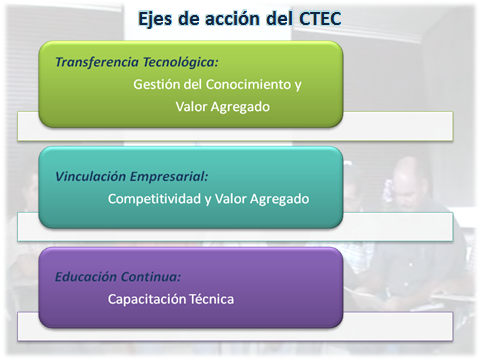 Ejes de acción del CTEC
Transferencia Tecnológica:
Gestión del Conocimiento y
Valor Agregado
Vinculación Empresarial:
Competitividad y Valor Agregado
Educación Continua:
Capacitación Técnica